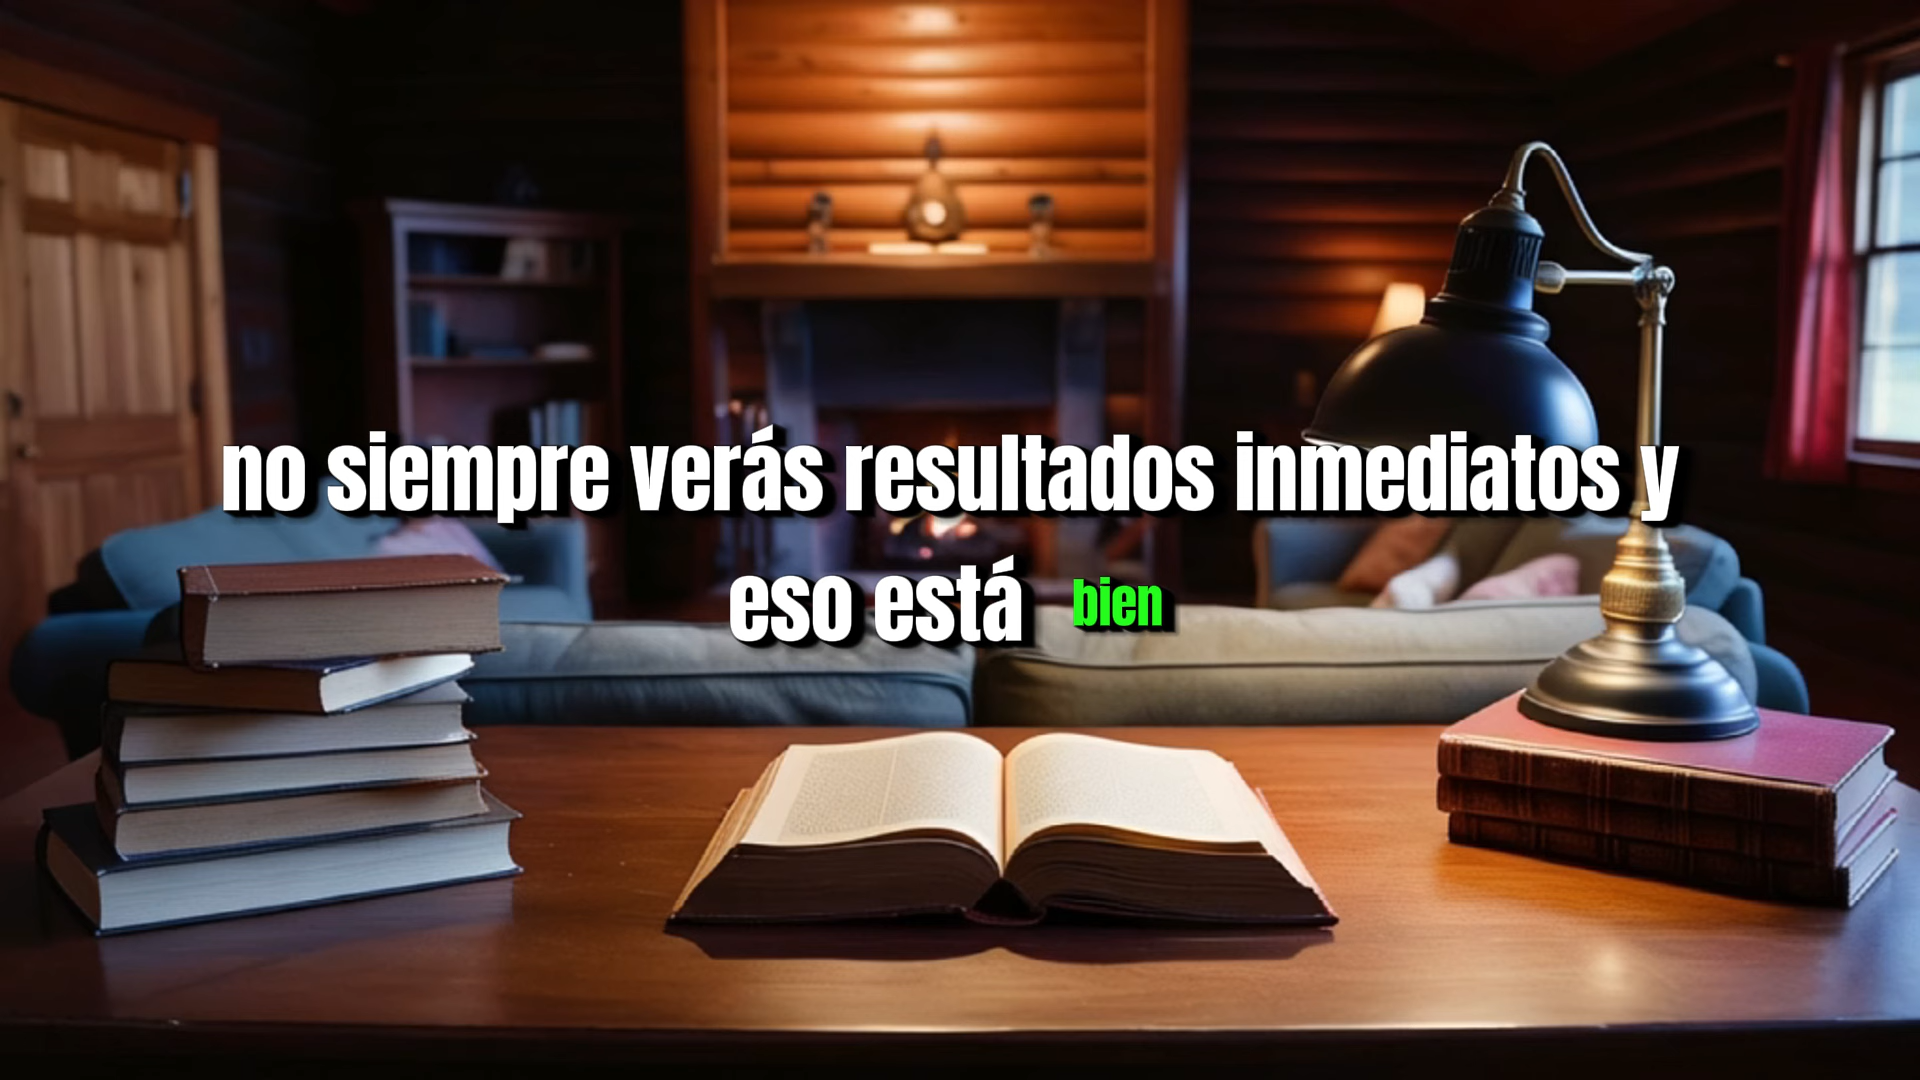 no siempre verás resultados inmediatos y
eso está bien